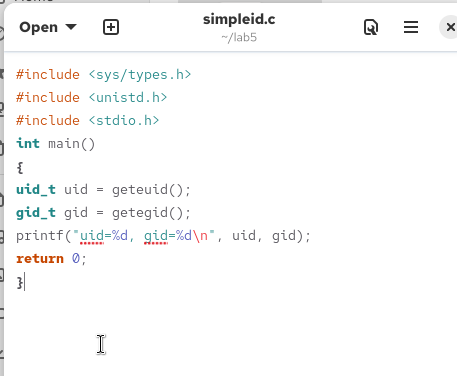 Open
simpleid.c
~/lab5
#include <sys/types.h>
#include <unistd.h>
#include <stdio.h>
int main()
{
uid_t uid = geteuid();
gid_t gid = getegid();
printf("uid=%d, gid=%d\n", uid, gid);
return 0;
}